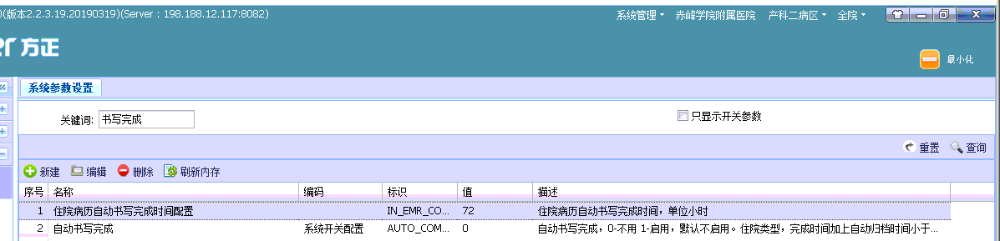 0(版本2.2.3.19.20190319)(Server：198.188.12.117:8082)
系统管理 赤峰学院附属医院 产科二病区 全院
方正
最小化
系统参数设置
关键词: 书写完成
只显示开关参数
重置 查询
新建 编辑 删除 刷新内存
序号 名称 编码 标识 值 描述
1 住院病历自动书写完成时间配置 IN_EMR_CO... 72 住院病历自动书写完成时间，单位小时
2 自动书写完成 系统开关配置 AUTO_COM... 0 自动书写完成，0-不用 1-启用，默认不启用。住院类型，完成时间加上自动归档时间小于...